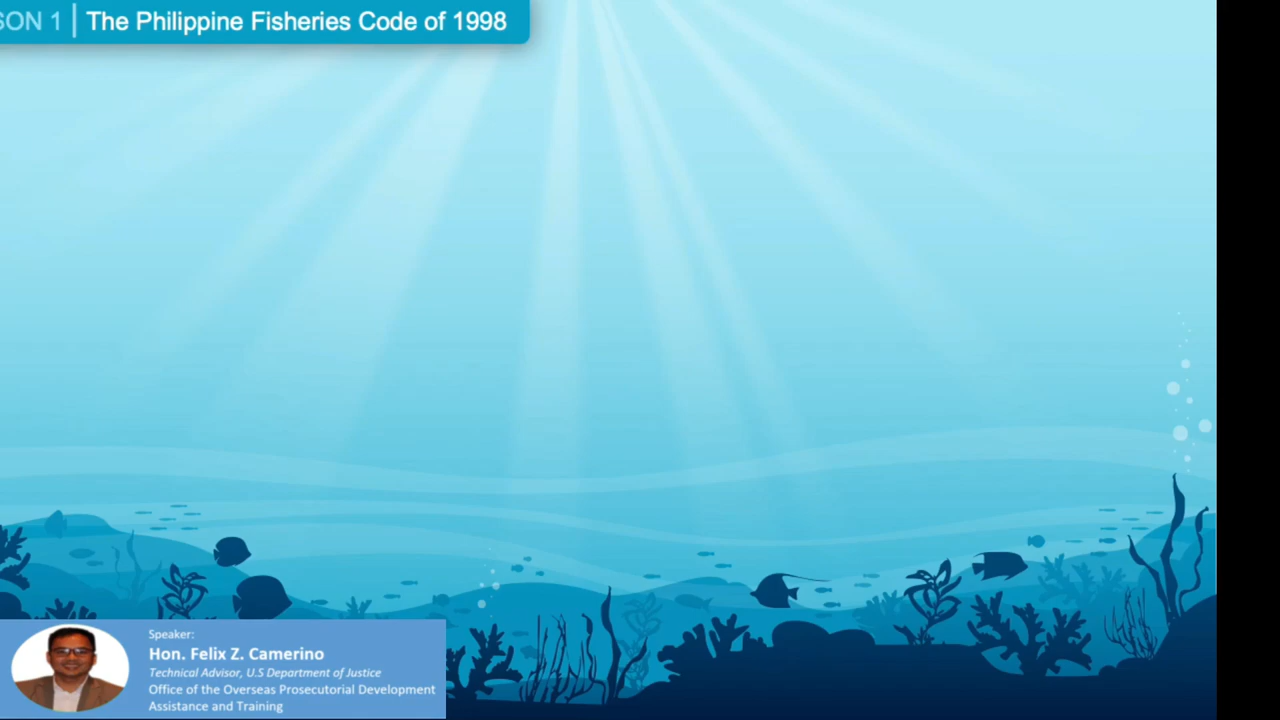 SON 1 | The Philippine Fisheries Code of 1998
Speaker:
Hon. Felix Z. Camerino
Technical Advisor, U.S Department of Justice
Office of the Overseas Prosecutorial Development
Assistance and Training